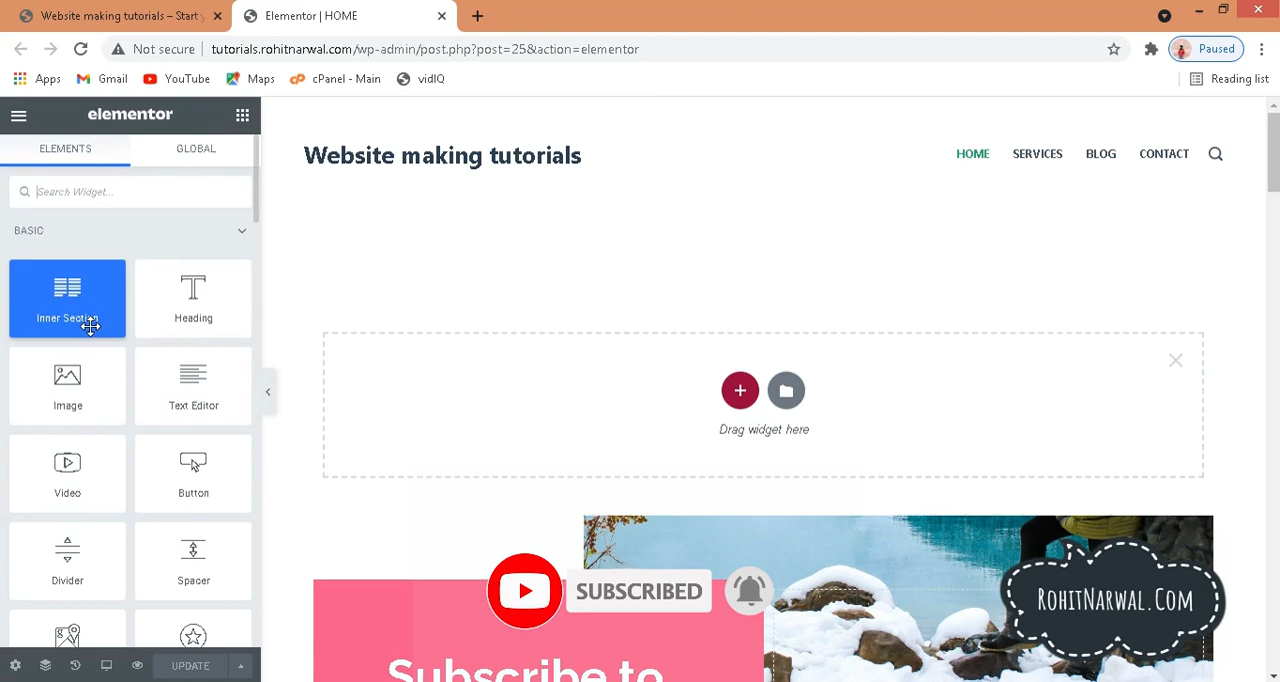 Website making tutorials – Start y
Elementor | HOME
Not secure
tutorials.rohitnarwal.com/wp-admin/post.php?post=25&action=elementor
Paused
Apps
Gmail
YouTube
Maps
cPanel - Main
vidIQ
Reading list
elementor
ELEMENTS
GLOBAL
Search Widget...
BASIC
Inner Section
Heading
Image
Text Editor
Video
Button
Divider
Spacer
UPDATE
Website making tutorials
HOME
SERVICES
BLOG
CONTACT
Drag widget here
SUBSCRIBED
RohitNarwal.Com
Subscribe to